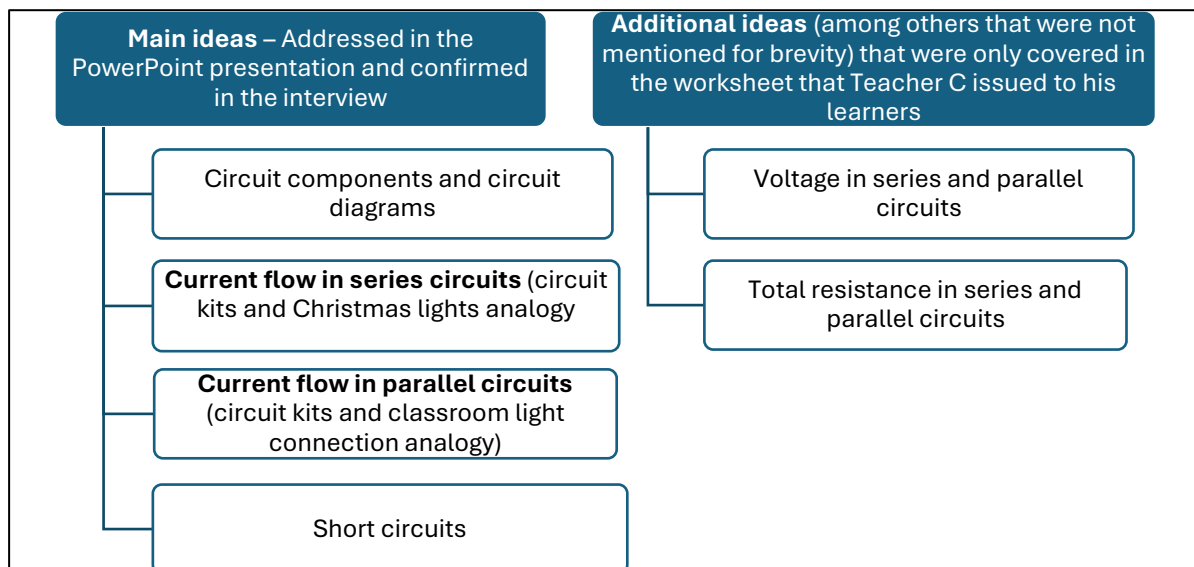 Main ideas – Addressed in the
PowerPoint presentation and confirmed
in the interview
Circuit components and circuit
diagrams
Current flow in series circuits (circuit
kits and Christmas lights analogy
Current flow in parallel circuits
(circuit kits and classroom light
connection analogy)
Short circuits
Additional ideas (among others that were not
mentioned for brevity) that were only covered in
the worksheet that Teacher C issued to his
learners
Voltage in series and parallel
circuits
Total resistance in series and
parallel circuits